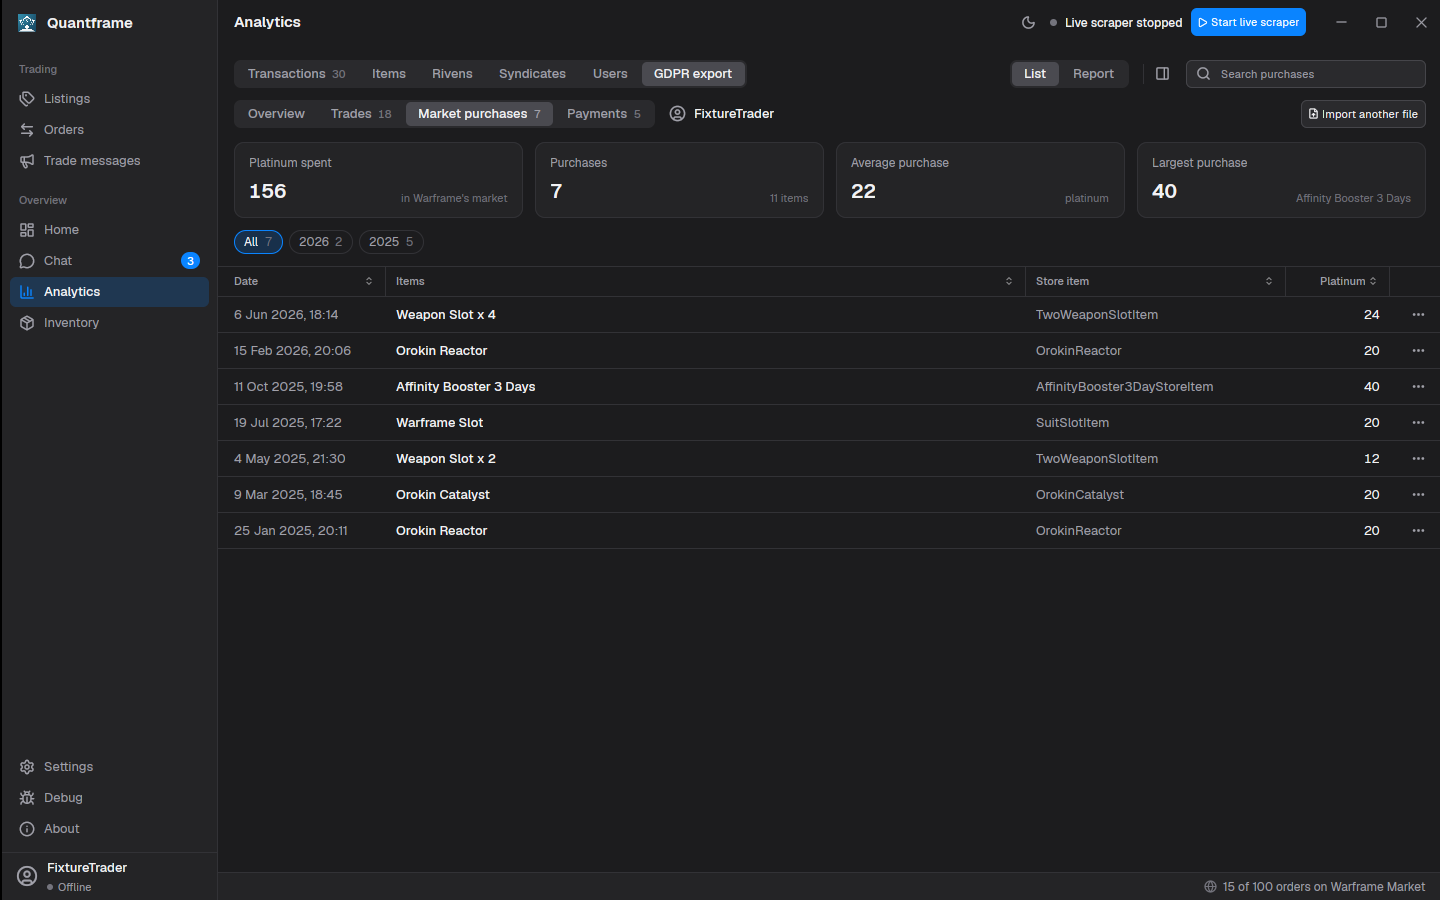 Quantframe
Analytics
Live scraper stopped
Start live scraper
Trading
Listings
Orders
Trade messages
Overview
Home
Chat 3
Analytics
Inventory
Transactions 30 Items Rivens Syndicates Users GDPR export
List Report
Search purchases
Overview Trades 18 Market purchases 7 Payments 5 FixtureTrader
Import another file
Platinum spent
156 in Warframe's market
Purchases
7 11 items
Average purchase
22 platinum
Largest purchase
40 Affinity Booster 3 Days
All 7 2026 2 2025 5
Date Items Store item Platinum
6 Jun 2026, 18:14 Weapon Slot x 4 TwoWeaponSlotItem 24
15 Feb 2026, 20:06 Orokin Reactor OrokinReactor 20
11 Oct 2025, 19:58 Affinity Booster 3 Days AffinityBooster3DayStoreItem 40
19 Jul 2025, 17:22 Warframe Slot SuitSlotItem 20
4 May 2025, 21:30 Weapon Slot x 2 TwoWeaponSlotItem 12
9 Mar 2025, 18:45 Orokin Catalyst OrokinCatalyst 20
25 Jan 2025, 20:11 Orokin Reactor OrokinReactor 20
Settings
Debug
About
FixtureTrader
Offline
15 of 100 orders on Warframe Market